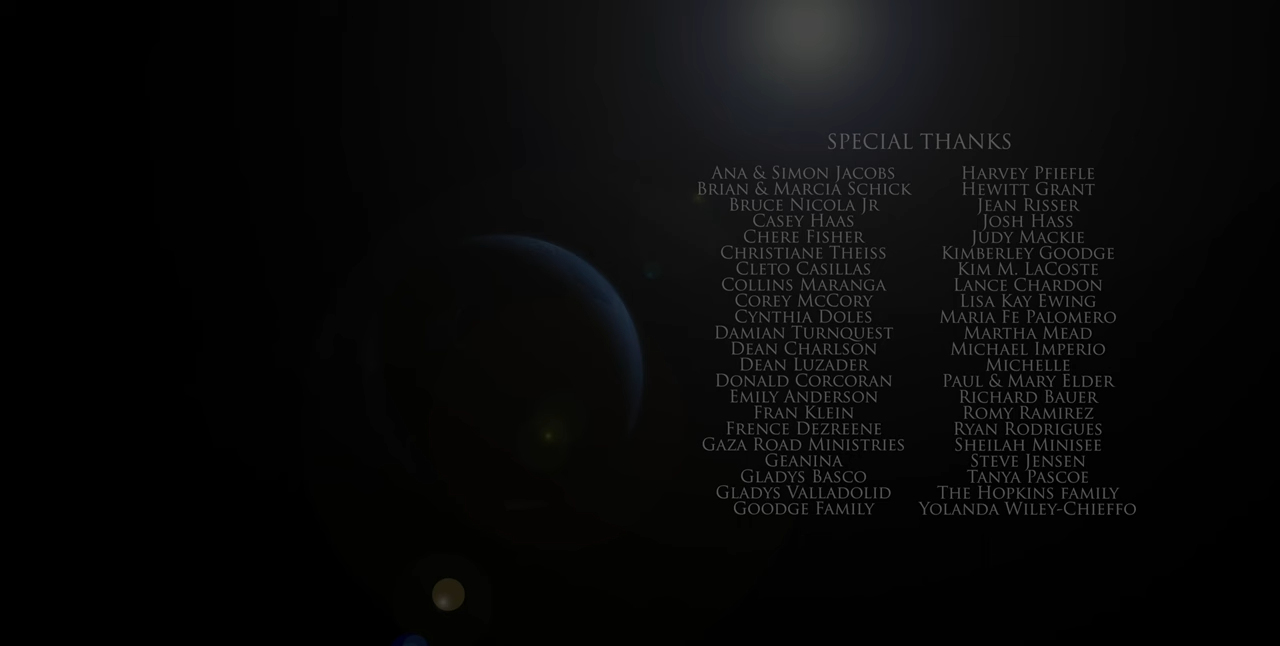 SPECIAL THANKS
ANA & SIMON JACOBS
BRIAN & MARCIA SCHICK
BRUCE NICOLA JR
CASEY HAAS
CHERE FISHER
CHRISTIANE THEISS
CLETO CASILLAS
COLLINS MARANGA
COREY MCCORY
CYNTHIA DOLES
DAMIAN TURNQUEST
DEAN CHARLSON
DEAN LUZADER
DONALD CORCORAN
EMILY ANDERSON
FRAN KLEIN
FRENCE DEZREENE
GAZA ROAD MINISTRIES
GEANINA
GLADYS BASCO
GLADYS VALLADOLID
GOODGE FAMILY
HARVEY PFIEFLE
HEWITT GRANT
JEAN RISSER
JOSH HASS
JUDY MACKIE
KIMBERLEY GOODGE
KIM M. LACOSTE
LANCE CHARDON
LISA KAY EWING
MARIA FE PALOMERO
MARTHA MEAD
MICHAEL IMPERIO
MICHELLE
PAUL & MARY ELDER
RICHARD BAUER
ROMY RAMIREZ
RYAN RODRIGUES
SHEILAH MINISEE
STEVE JENSEN
TANYA PASCOE
THE HOPKINS FAMILY
YOLANDA WILEY-CHIEFFO